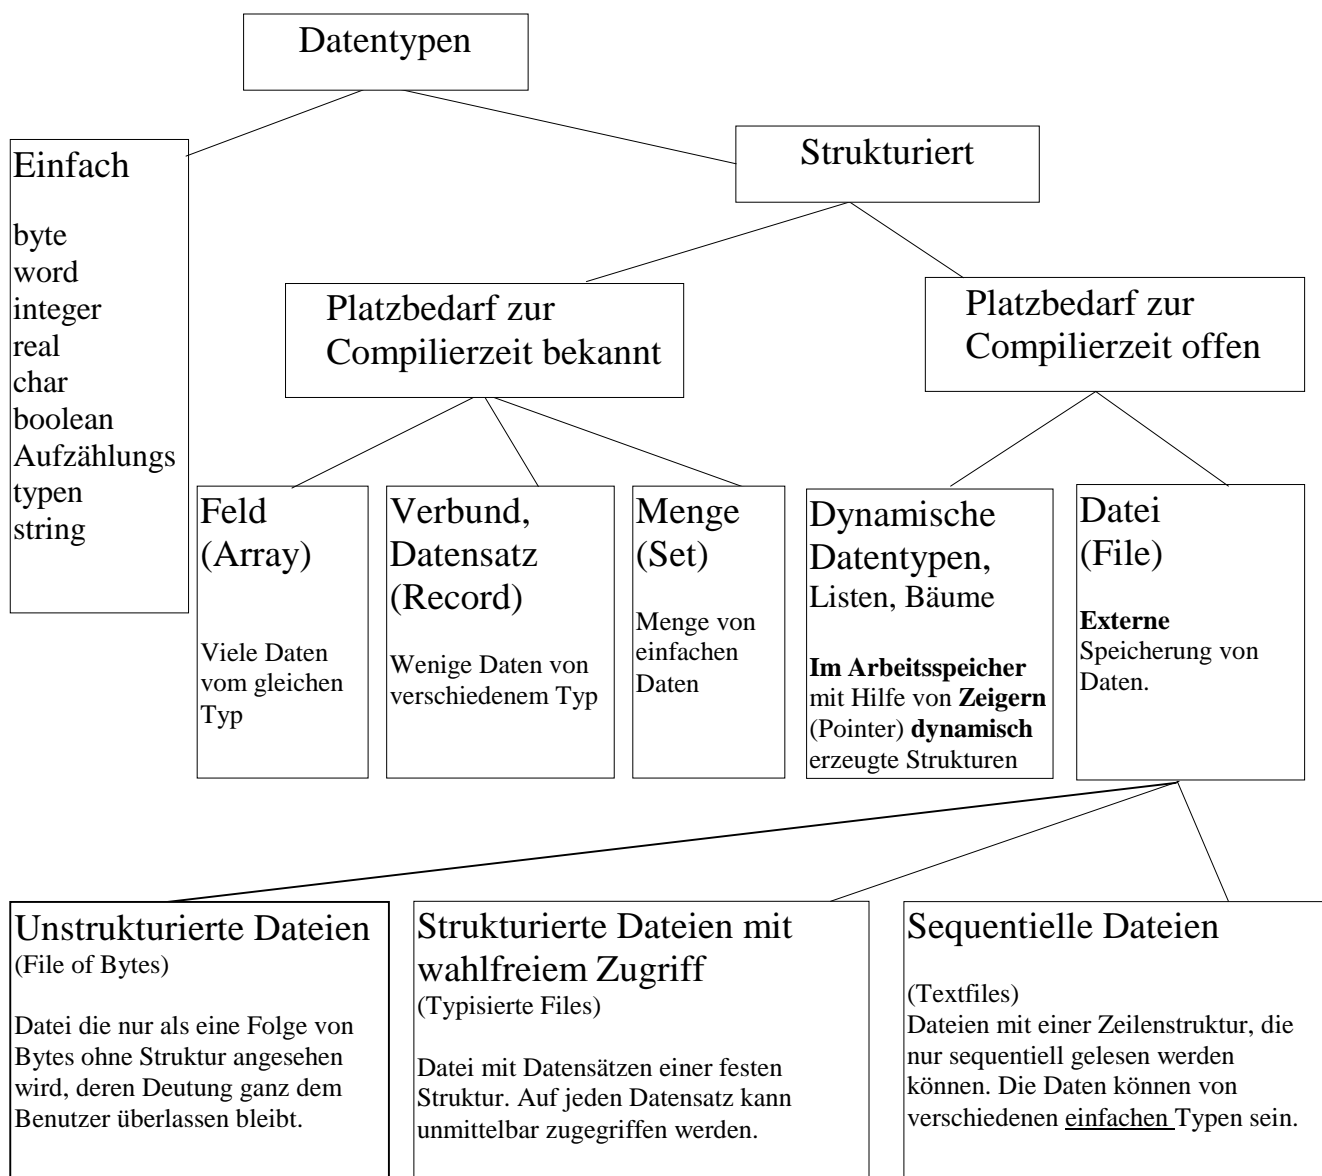 Datentypen
Einfach
byte
word
integer
real
char
boolean
Aufzählungs
typen
string
Strukturiert
Platzbedarf zur
Compilierzeit bekannt
Platzbedarf zur
Compilierzeit offen
Feld
(Array)
Viele Daten
vom gleichen
Typ
Verbund,
Datensatz
(Record)
Wenige Daten von
verschiedenem Typ
Menge
(Set)
Menge von
einfachen
Daten
Dynamische
Datentypen,
Listen, Bäume
Im Arbeitsspeicher
mit Hilfe von Zeigern
(Pointer) dynamisch
erzeugte Strukturen
Datei
(File)
Externe
Speicherung von
Daten.
Unstrukturierte Dateien
(File of Bytes)
Datei die nur als eine Folge von
Bytes ohne Struktur angesehen
wird, deren Deutung ganz dem
Benutzer überlassen bleibt.
Strukturierte Dateien mit
wahlfreiem Zugriff
(Typisierte Files)
Datei mit Datensätzen einer festen
Struktur. Auf jeden Datensatz kann
unmittelbar zugegriffen werden.
Sequentielle Dateien
(Textfiles)
Dateien mit einer Zeilenstruktur, die
nur sequentiell gelesen werden
können. Die Daten können von
verschiedenen einfachen Typen sein.